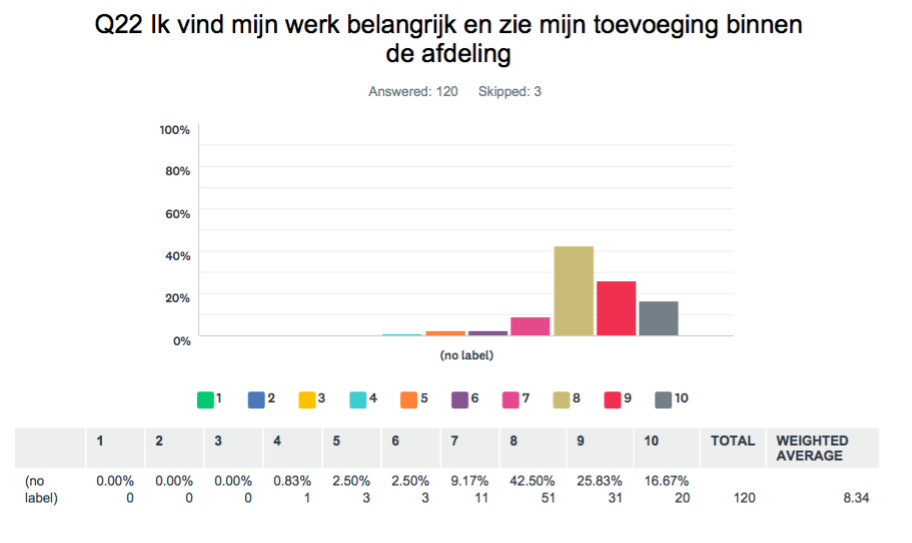 Q22 Ik vind mijn werk belangrijk en zie mijn toevoeging binnen
de afdeling
Answered: 120 Skipped: 3
100%
80%
60%
40%
20%
0%
(no label)
1 2 3 4 5 6 7 8 9 10
1 2 3 4 5 6 7 8 9 10 TOTAL WEIGHTED
AVERAGE
(no 0.00% 0.00% 0.00% 0.83% 2.50% 2.50% 9.17% 42.50% 25.83% 16.67%
label) 0 0 0 1 3 3 11 51 31 20 120 8.34